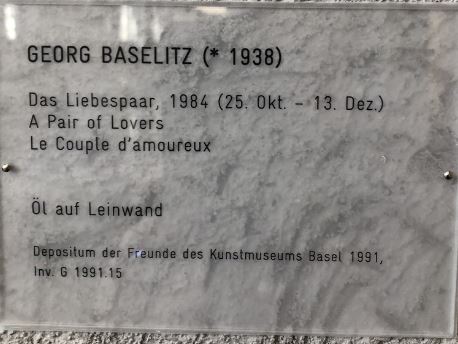 GEORG BASELITZ (* 1938)
Das Liebespaar, 1984 (25. Okt. – 13. Dez.)
A Pair of Lovers
Le Couple d'amoureux
Öl auf Leinwand
Depositum der Freunde des Kunstmuseums Basel 1991,
Inv. G 1991.15